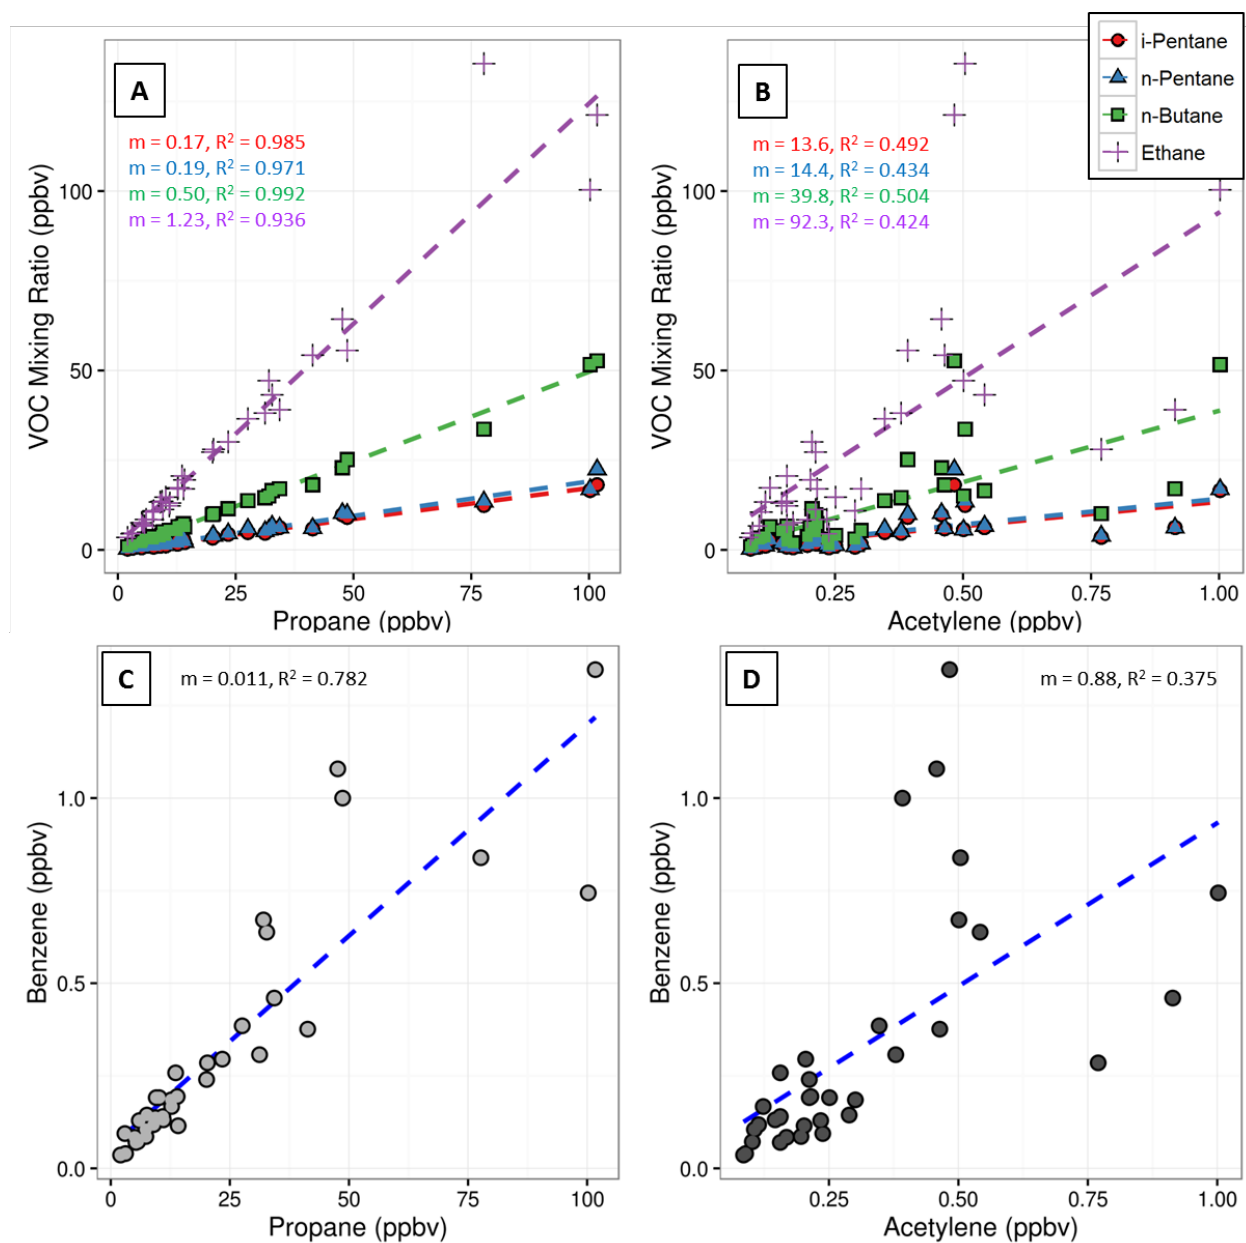 A
m = 0.17, R² = 0.985
m = 0.19, R² = 0.971
m = 0.50, R² = 0.992
m = 1.23, R² = 0.936
VOC Mixing Ratio (ppbv)
100
50
0
0 25 50 75 100
Propane (ppbv)
B
m = 13.6, R² = 0.492
m = 14.4, R² = 0.434
m = 39.8, R² = 0.504
m = 92.3, R² = 0.424
i-Pentane
n-Pentane
n-Butane
Ethane
VOC Mixing Ratio (ppbv)
100
50
0
0.25 0.50 0.75 1.00
Acetylene (ppbv)
C
m = 0.011, R² = 0.782
Benzene (ppbv)
1.0
0.5
0.0
0 25 50 75 100
Propane (ppbv)
D
m = 0.88, R² = 0.375
Benzene (ppbv)
1.0
0.5
0.0
0.25 0.50 0.75 1.00
Acetylene (ppbv)